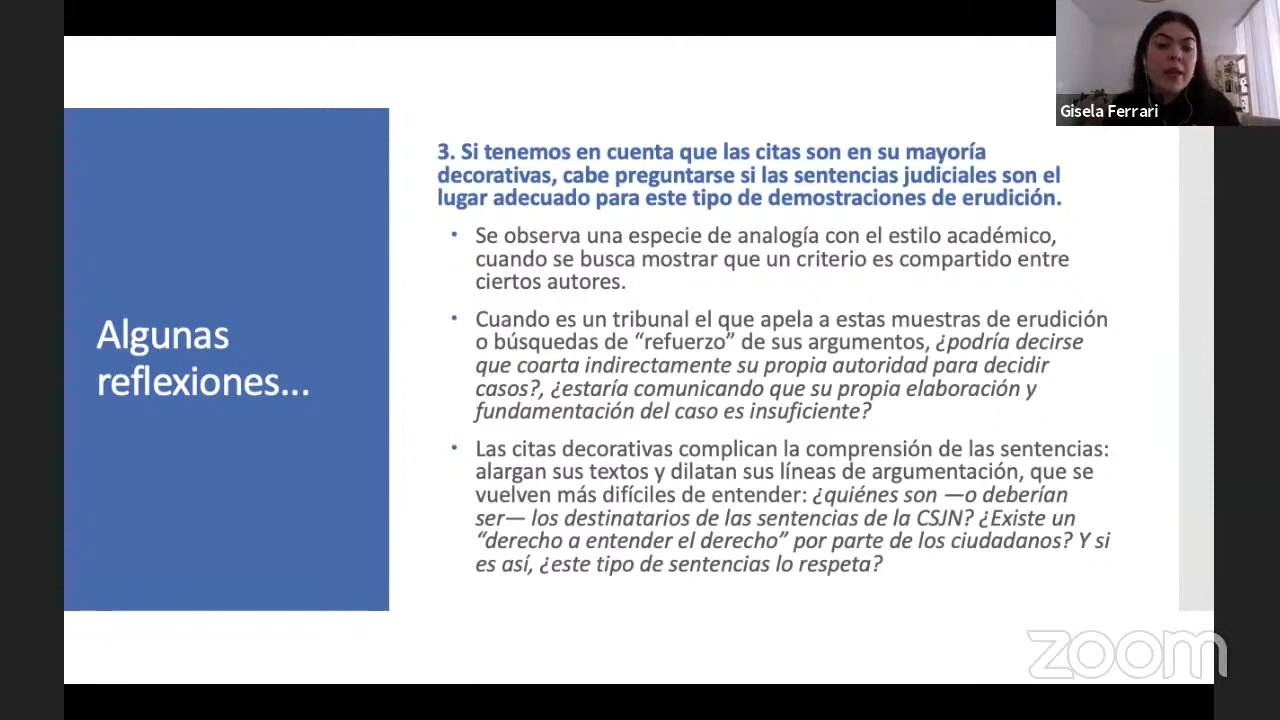 Gisela Ferrari
Algunas
reflexiones...
3. Si tenemos en cuenta que las citas son en su mayoría
decorativas, cabe preguntarse si las sentencias judiciales son el
lugar adecuado para este tipo de demostraciones de erudición.
• Se observa una especie de analogía con el estilo académico,
cuando se busca mostrar que un criterio es compartido entre
ciertos autores.
• Cuando es un tribunal el que apela a estas muestras de erudición
o búsquedas de “refuerzo” de sus argumentos, ¿podría decirse
que coarta indirectamente su propia autoridad para decidir
casos?, ¿estaría comunicando que su propia elaboración y
fundamentación del caso es insuficiente?
• Las citas decorativas complican la comprensión de las sentencias:
alargan sus textos y dilatan sus líneas de argumentación, que se
vuelven más difíciles de entender: ¿quiénes son —o deberían
ser— los destinatarios de las sentencias de la CSJN? ¿Existe un
“derecho a entender el derecho” por parte de los ciudadanos? Y si
es así, ¿este tipo de sentencias lo respeta?
zoom